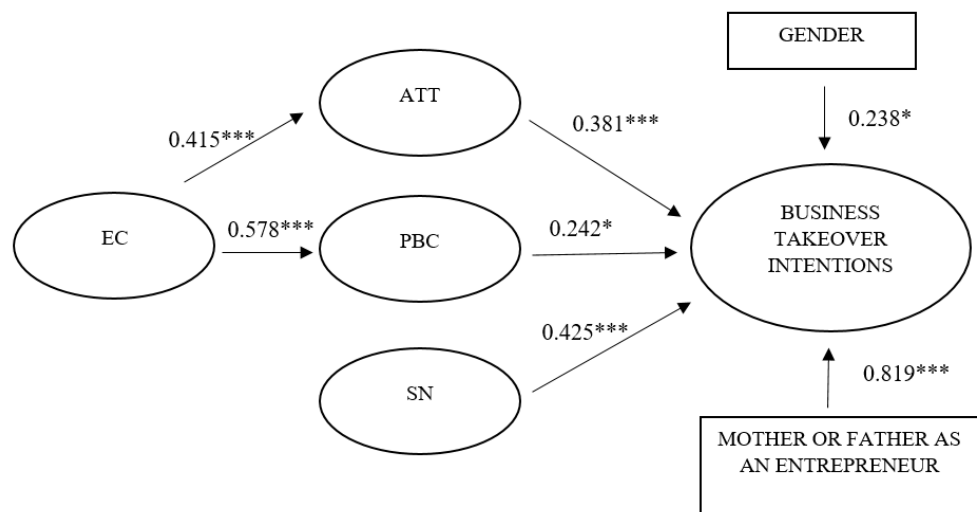 GENDER
ATT
0.415***
0.381***
0.238*
EC
0.578***
PBC
0.242*
BUSINESS
TAKEOVER
INTENTIONS
0.425***
SN
0.819***
MOTHER OR FATHER AS
AN ENTREPRENEUR